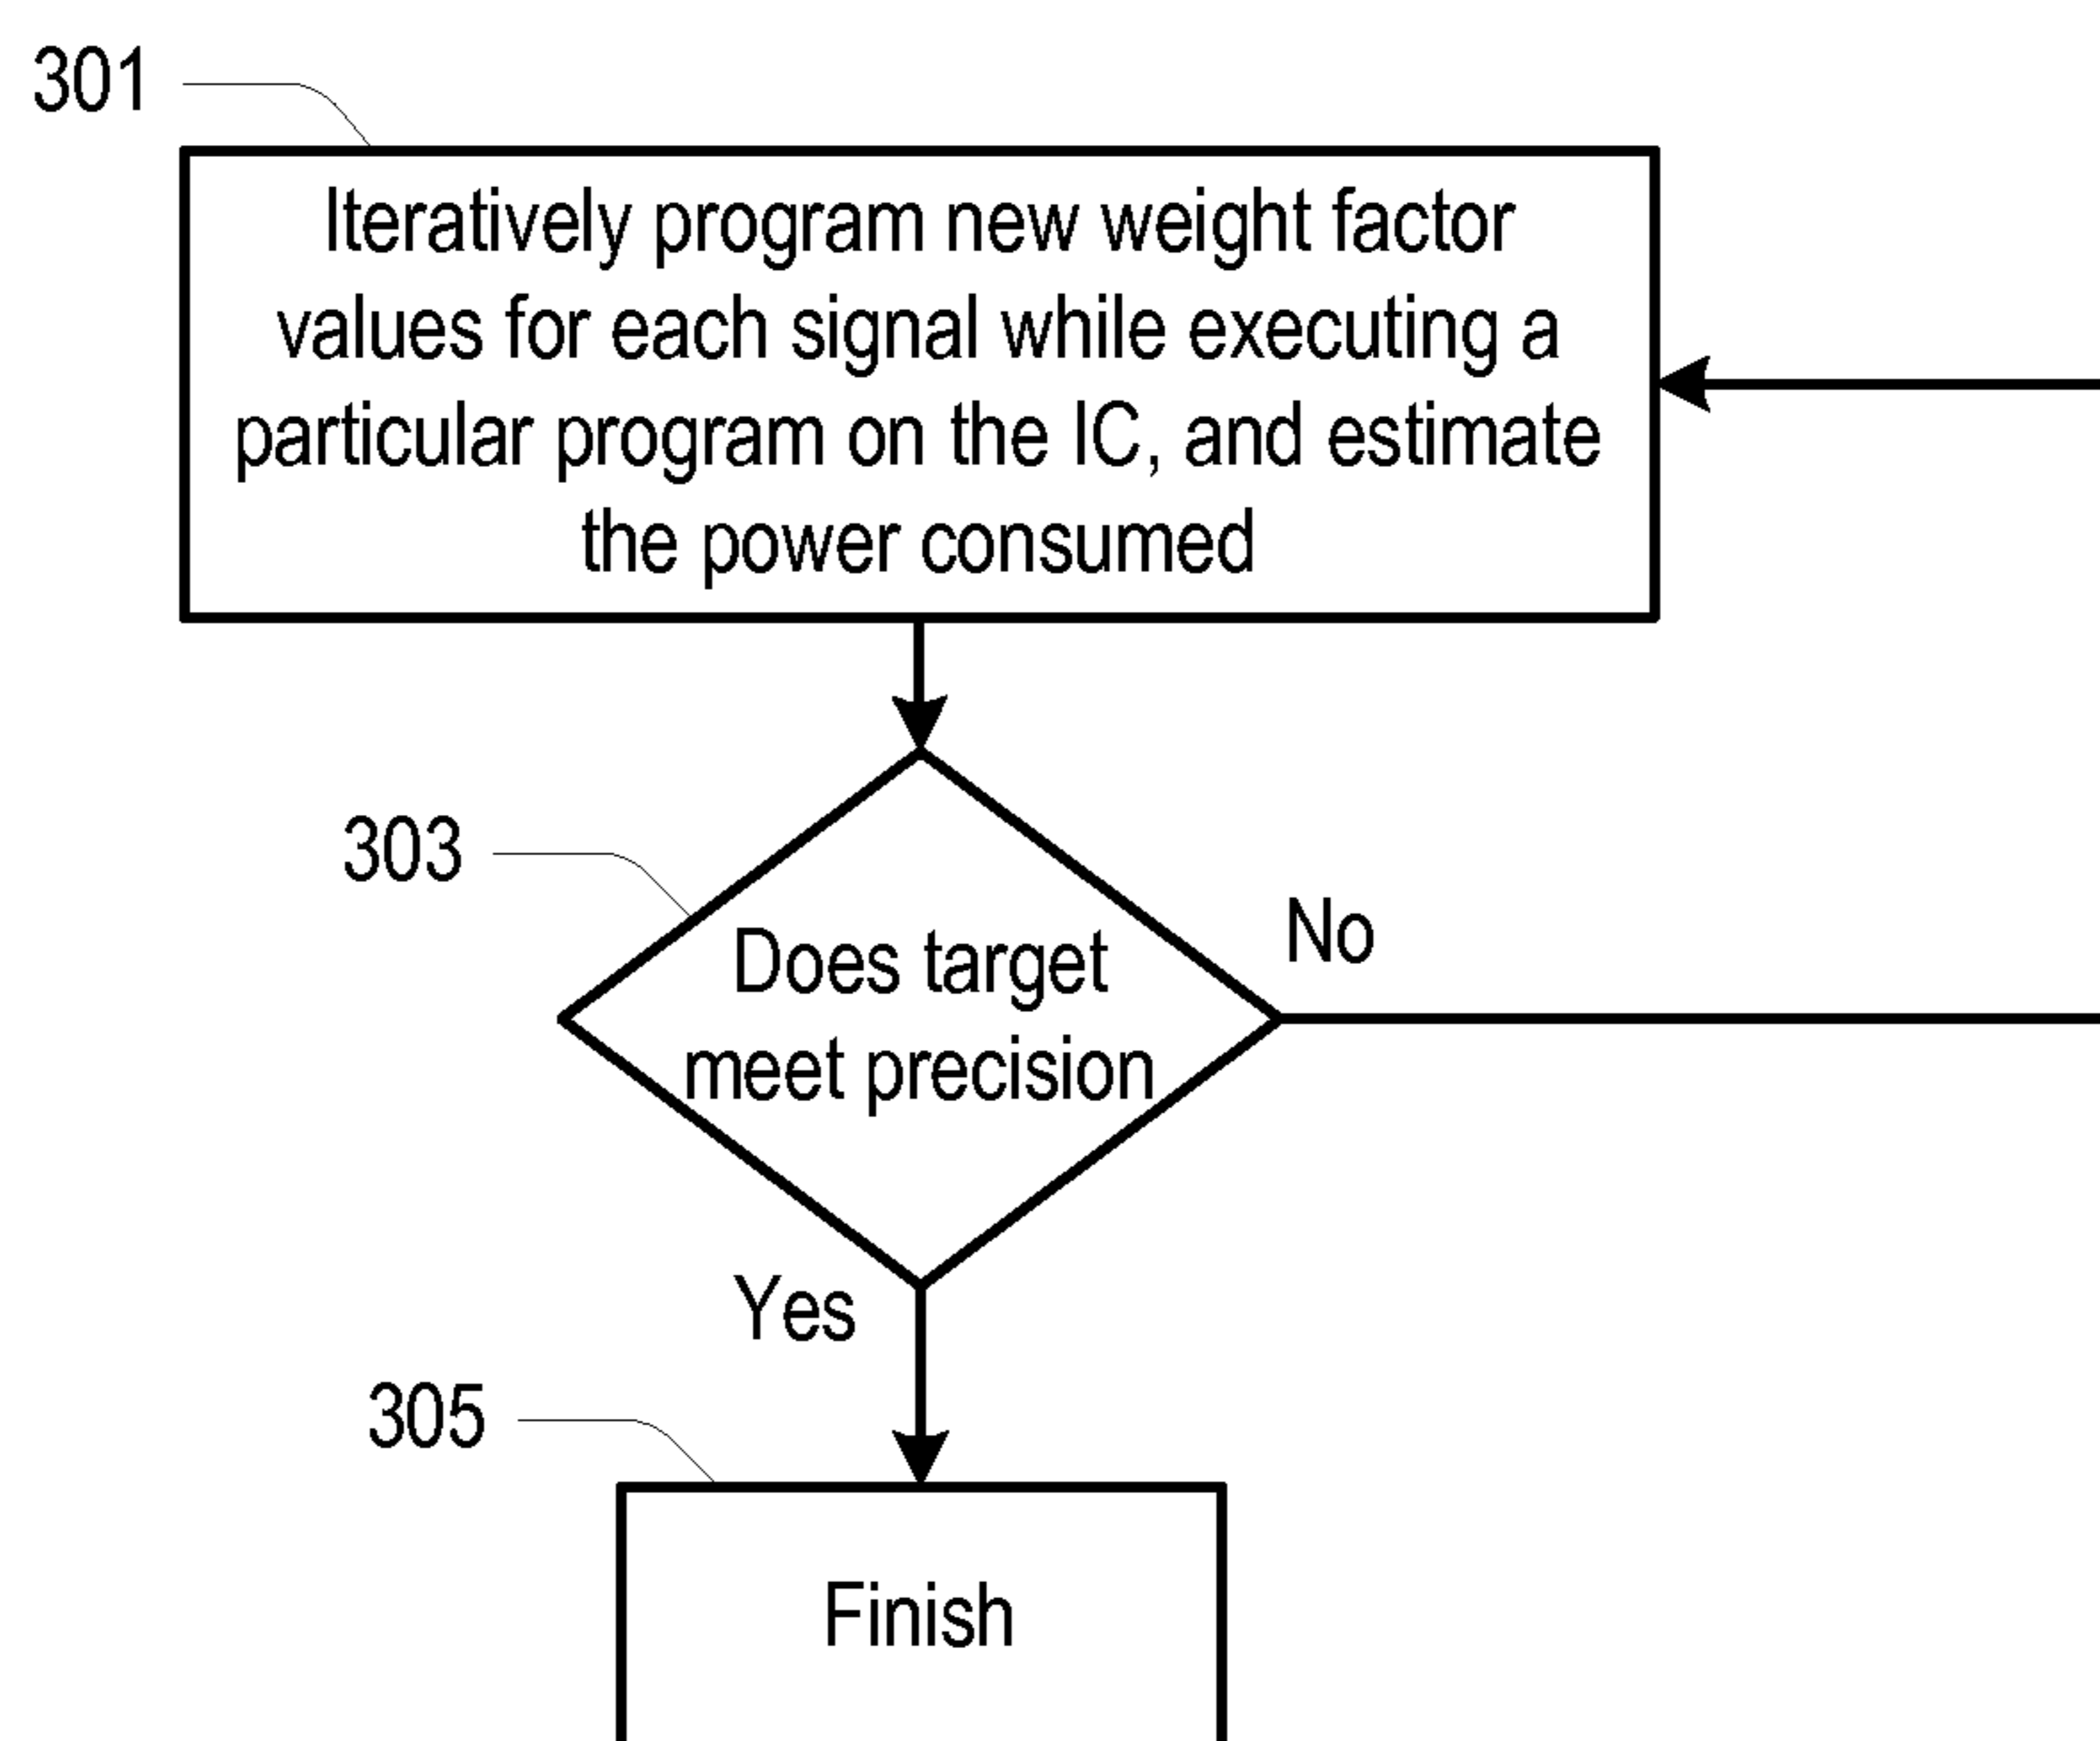 301
Iteratively program new weight factor
values for each signal while executing a
particular program on the IC, and estimate
the power consumed
303
Does target
meet precision
No
Yes
305
Finish